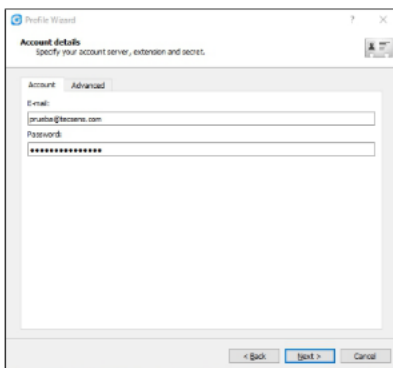 Profile Wizard
Account details
Specify your account server, extension and secret.
Account Advanced
E-mail:
prueba@tecsens.com
Password:
•••••••••••••••
< Back Next > Cancel